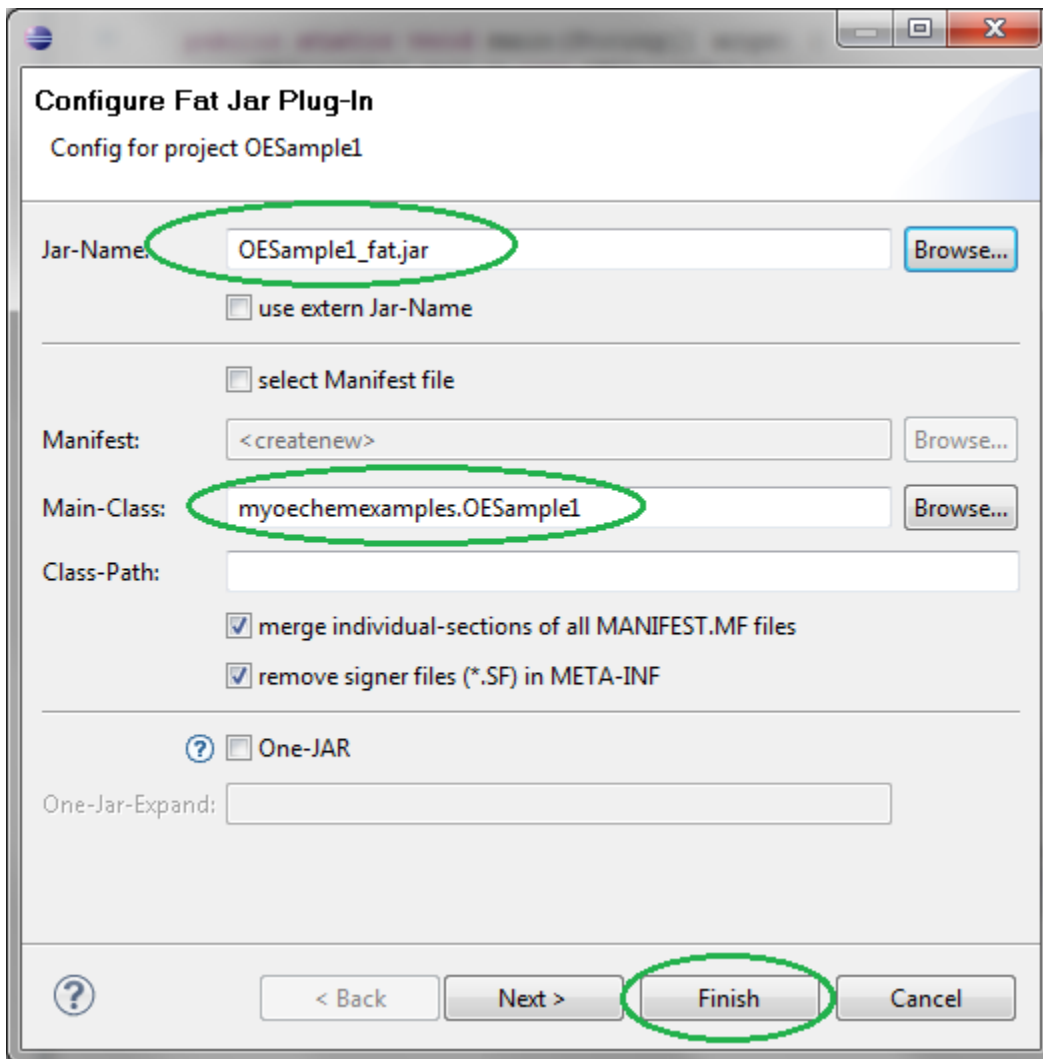 Configure Fat Jar Plug-In
Config for project OESample1
Jar-Name: OESample1_fat.jar Browse...
use extern Jar-Name
select Manifest file
Manifest: <createnew> Browse...
Main-Class: myoechemexamples.OESample1 Browse...
Class-Path:
merge individual-sections of all MANIFEST.MF files
remove signer files (*.SF) in META-INF
? One-JAR
One-Jar-Expand:
? < Back Next > Finish Cancel